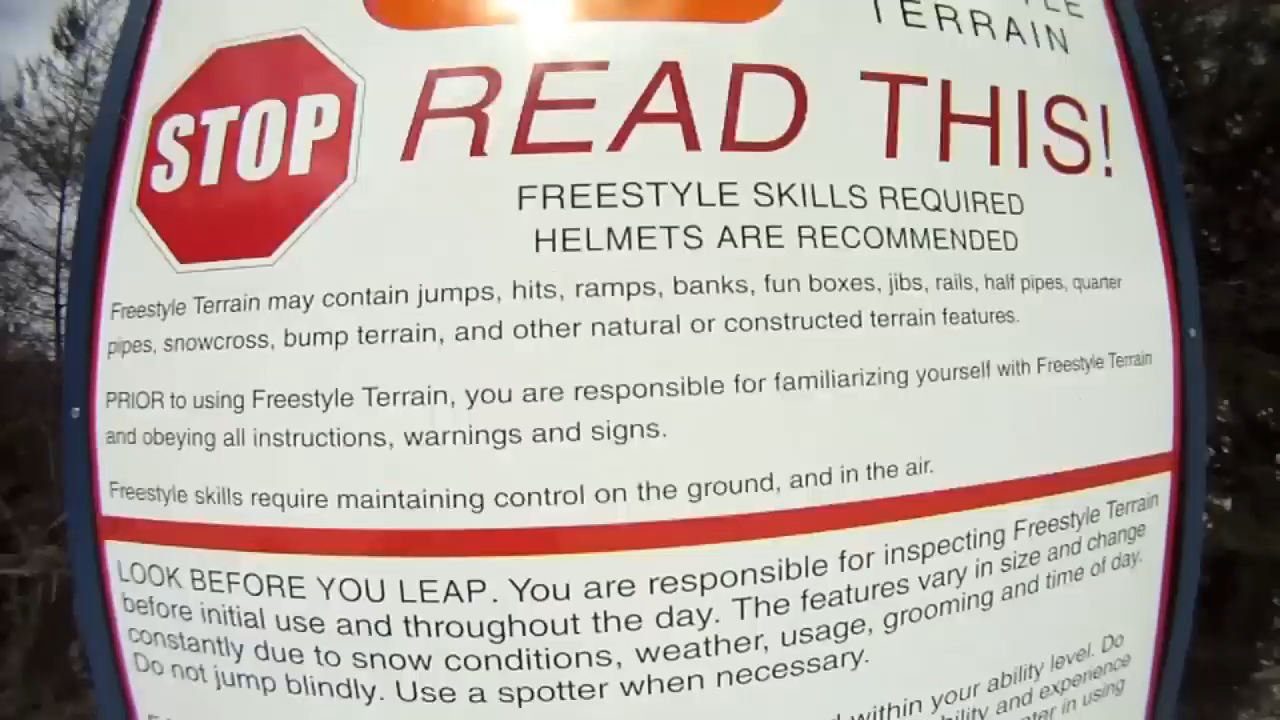 TERRAIN
STOP
READ THIS!
FREESTYLE SKILLS REQUIRED
HELMETS ARE RECOMMENDED
Freestyle Terrain may contain jumps, hits, ramps, banks, fun boxes, jibs, rails, half pipes, quarter
pipes, snowcross, bump terrain, and other natural or constructed terrain features.
PRIOR to using Freestyle Terrain, you are responsible for familiarizing yourself with Freestyle Terrain
and obeying all instructions, warnings and signs.
Freestyle skills require maintaining control on the ground, and in the air.
LOOK BEFORE YOU LEAP. You are responsible for inspecting Freestyle Terrain
before initial use and throughout the day. The features vary in size and change
constantly due to snow conditions, weather, usage, grooming and time of day.
Do not jump blindly. Use a spotter when necessary.
within your ability level. Do
and experience
in using